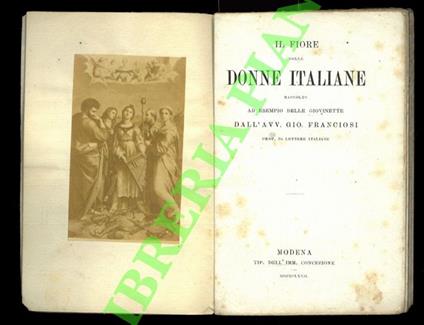 IL FIORE
DELLE
DONNE ITALIANE
RACCOLTO
AD ESEMPIO DELLE GIOVINETTE
DALL'AVV. GIO. FRANCIOSI
PROF. DI LETTERE ITALIANE
MODENA
TIP. DELL' IMM. CONCEZIONE
LIBRERIA PIANI